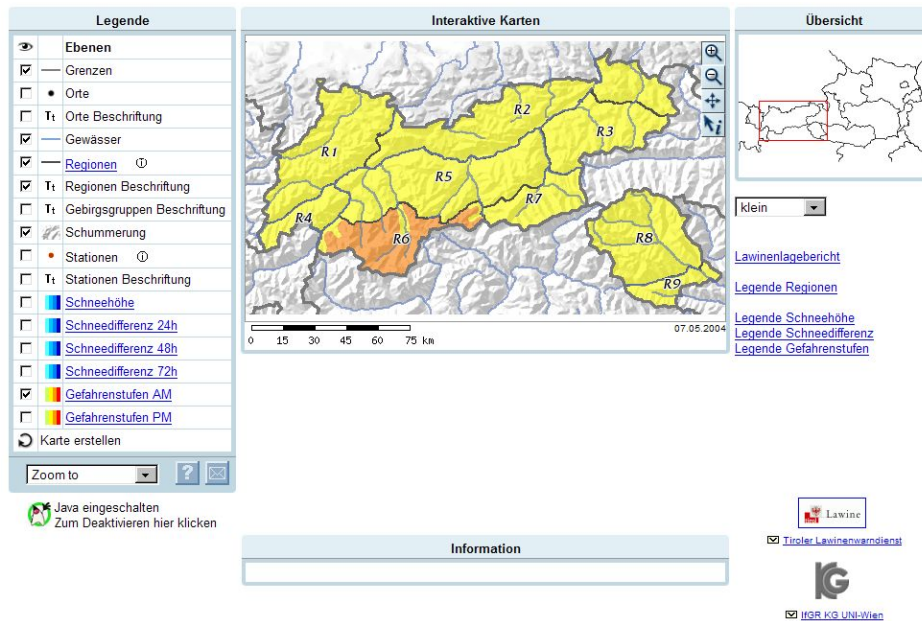 Legende
Ebenen
Grenzen
Orte
Tt Orte Beschriftung
Gewässer
Regionen
Tt Regionen Beschriftung
Tt Gebirgsgruppen Beschriftung
Schummerung
Stationen
Tt Stationen Beschriftung
Schneehöhe
Schneedifferenz 24h
Schneedifferenz 48h
Schneedifferenz 72h
Gefahrenstufen AM
Gefahrenstufen PM
Karte erstellen
Zoom to
?
Java eingeschalten
Zum Deaktivieren hier klicken
Interaktive Karten
R1
R2
R3
R4
R5
R6
R7
R8
R9
i
0 15 30 45 60 75 km
07.05.2004
Information
Übersicht
klein
Lawinenlagebericht
Legende Regionen
Legende Schneehöhe
Legende Schneedifferenz
Legende Gefahrenstufen
Lawine
Tiroler Lawinenwarndienst
IfGR KG UNI-Wien